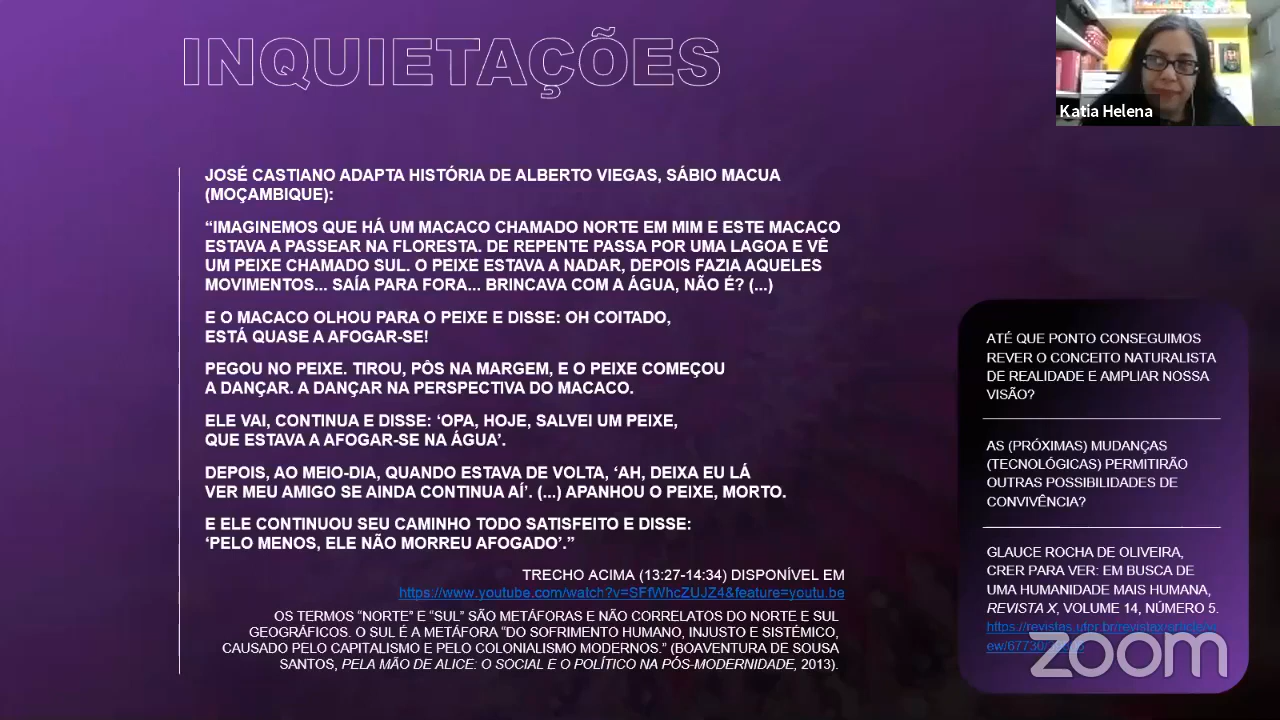 INQUIETAÇÕES
Katia Helena
JOSÉ CASTIANO ADAPTA HISTÓRIA DE ALBERTO VIEGAS, SÁBIO MACUA
(MOÇAMBIQUE):
“IMAGINEMOS QUE HÁ UM MACACO CHAMADO NORTE EM MIM E ESTE MACACO
ESTAVA A PASSEAR NA FLORESTA. DE REPENTE PASSA POR UMA LAGOA E VÊ
UM PEIXE CHAMADO SUL. O PEIXE ESTAVA A NADAR, DEPOIS FAZIA AQUELES
MOVIMENTOS... SAÍA PARA FORA... BRINCAVA COM A ÁGUA, NÃO É? (...)
E O MACACO OLHOU PARA O PEIXE E DISSE: OH COITADO,
ESTÁ QUASE A AFOGAR-SE!
PEGOU NO PEIXE. TIROU, PÔS NA MARGEM, E O PEIXE COMEÇOU
A DANÇAR. A DANÇAR NA PERSPECTIVA DO MACACO.
ELE VAI, CONTINUA E DISSE: ‘OPA, HOJE, SALVEI UM PEIXE,
QUE ESTAVA A AFOGAR-SE NA ÁGUA’.
DEPOIS, AO MEIO-DIA, QUANDO ESTAVA DE VOLTA, ‘AH, DEIXA EU LÁ
VER MEU AMIGO SE AINDA CONTINUA AÍ’. (...) APANHOU O PEIXE, MORTO.
E ELE CONTINUOU SEU CAMINHO TODO SATISFEITO E DISSE:
‘PELO MENOS, ELE NÃO MORREU AFOGADO’.”
TRECHO ACIMA (13:27-14:34) DISPONÍVEL EM
https://www.youtube.com/watch?v=SFfWhcZUJZ4&feature=youtu.be
OS TERMOS “NORTE” E “SUL” SÃO METÁFORAS E NÃO CORRELATOS DO NORTE E SUL
GEOGRÁFICOS. O SUL É A METÁFORA “DO SOFRIMENTO HUMANO, INJUSTO E SISTÉMICO,
CAUSADO PELO CAPITALISMO E PELO COLONIALISMO MODERNOS.” (BOAVENTURA DE SOUSA
SANTOS, PELA MÃO DE ALICE: O SOCIAL E O POLÍTICO NA PÓS-MODERNIDADE, 2013).
ATÉ QUE PONTO CONSEGUIMOS
REVER O CONCEITO NATURALISTA
DE REALIDADE E AMPLIAR NOSSA
VISÃO?
AS (PRÓXIMAS) MUDANÇAS
(TECNOLÓGICAS) PERMITIRÃO
OUTRAS POSSIBILIDADES DE
CONVIVÊNCIA?
GLAUCE ROCHA DE OLIVEIRA,
CRER PARA VER: EM BUSCA DE
UMA HUMANIDADE MAIS HUMANA,
REVISTA X, VOLUME 14, NÚMERO 5.
zoom